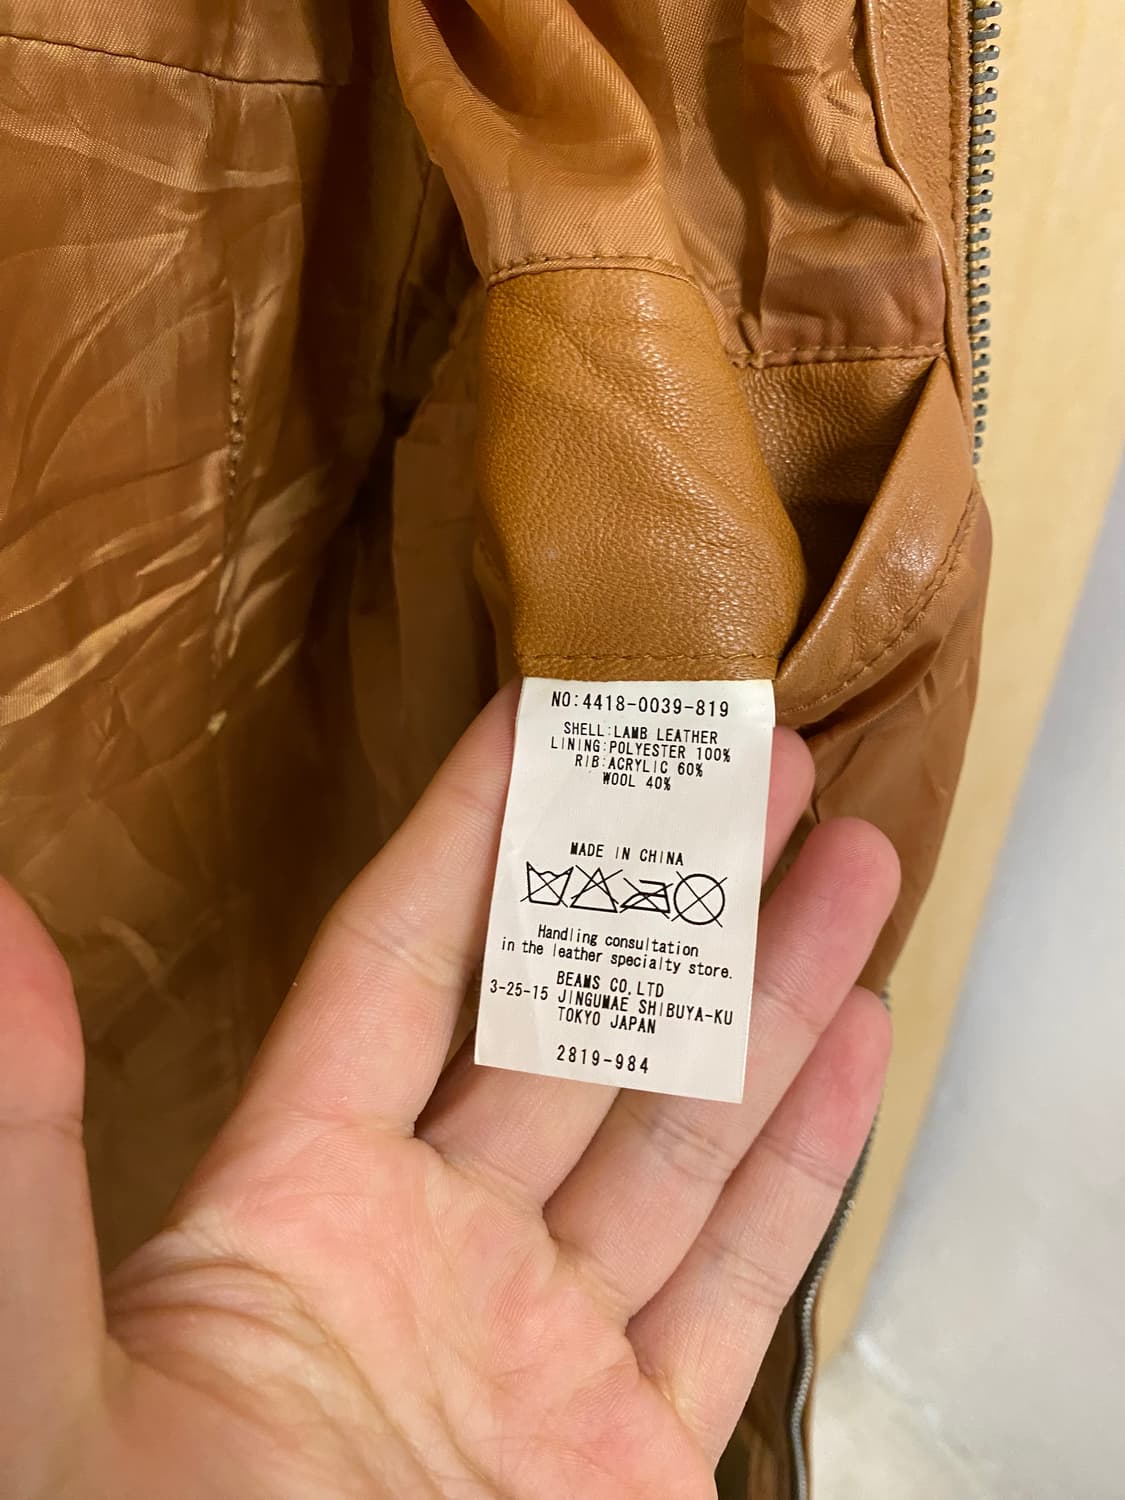 NO:4418-0039-819
SHELL:LAMB LEATHER
LINING:POLYESTER 100%
RIB:ACRYLIC 60%
WOOL 40%
MADE IN CHINA
Handling consultation
in the leather specialty store.
BEAMS CO,LTD
3-25-15 JINGUMAE SHIBUYA-KU
TOKYO JAPAN
2819-984